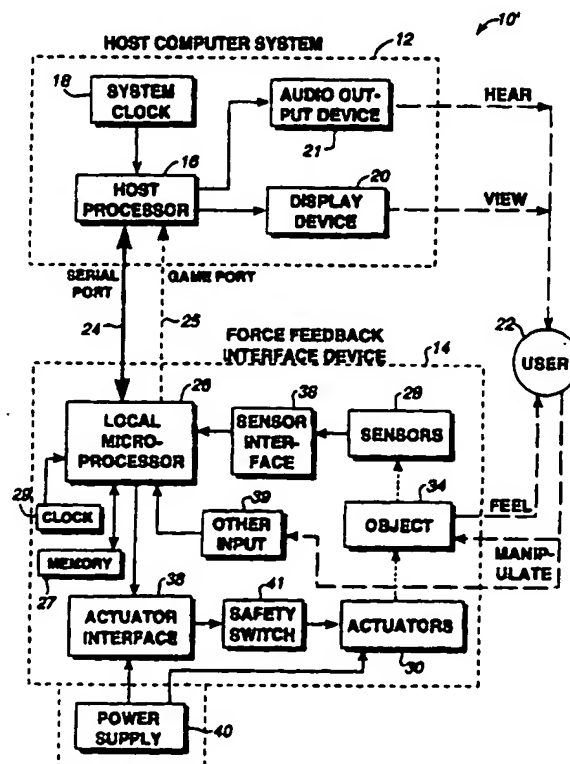 10'
HOST COMPUTER SYSTEM
12
18
SYSTEM
CLOCK
AUDIO OUT-
PUT DEVICE
21
HEAR
16
HOST
PROCESSOR
20
DISPLAY
DEVICE
VIEW
SERIAL
PORT
GAME PORT
24
25
22
USER
FORCE FEEDBACK
INTERFACE DEVICE
14
26
LOCAL
MICRO-
PROCESSOR
38
SENSOR
INTER-
FACE
28
SENSORS
29
CLOCK
39
OTHER
INPUT
34
OBJECT
FEEL
MANIP-
ULATE
MEMORY
27
38
ACTUATOR
INTERFACE
41
SAFETY
SWITCH
ACTUATORS
30
POWER
SUPPLY
40